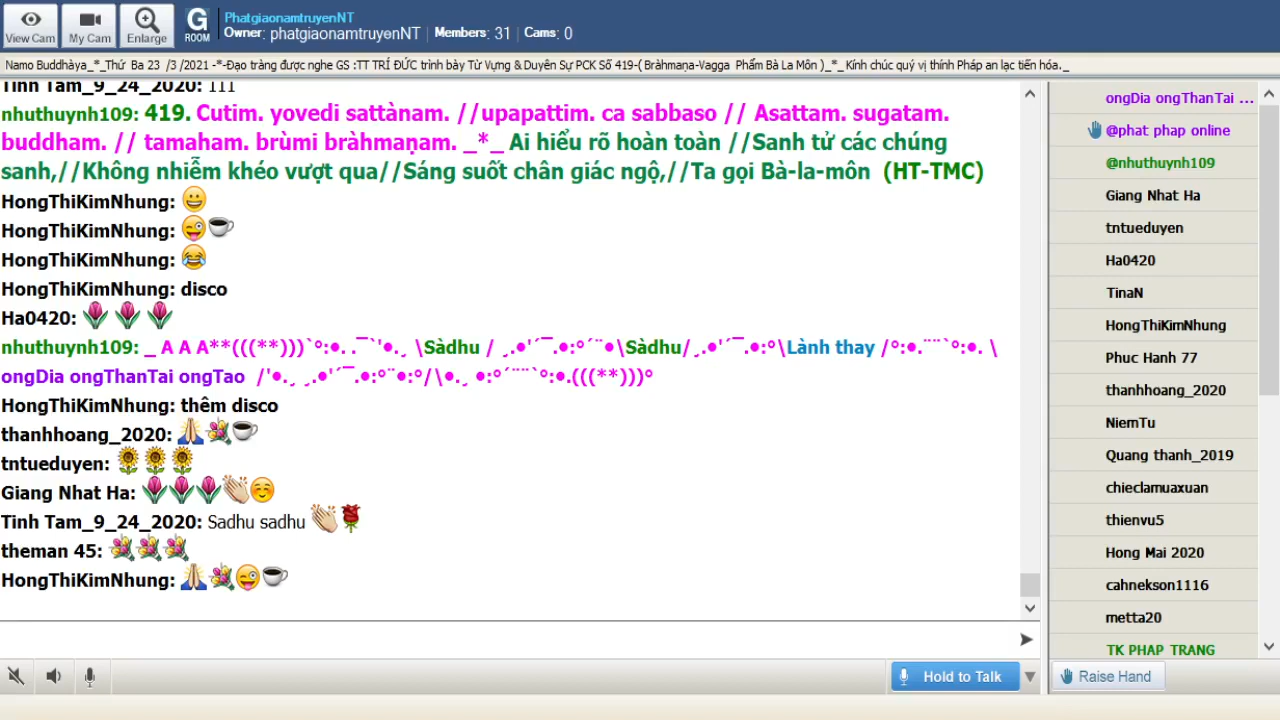 View Cam
My Cam
Enlarge
G
ROOM
PhatgiaonamtruyenNT
Owner: phatgiaonamtruyenNT | Members: 31 | Cams: 0
Namo Buddhàya_*_Thứ Ba 23 /3 /2021 -*-Đạo tràng được nghe GS :TT TRÍ ĐỨC trình bày Từ Vựng & Duyên Sự PCK Số 419-( Bràhmaṇa-Vagga Phẩm Bà La Môn )_*_ Kính chúc quý vị thính Pháp an lạc tiến hóa._
Tinh Tam_9_24_2020: 111
nhuthuynh109: 419. Cutim. yovedi sattànam. //upapattim. ca sabbaso // Asattam. sugatam.
buddham. // tamaham. brùmi bràhmaṇam. _*_ Ai hiểu rõ hoàn toàn //Sanh tử các chúng
sanh,//Không nhiễm khéo vượt qua//Sáng suốt chân giác ngộ,//Ta gọi Bà-la-môn (HT-TMC)
HongThiKimNhung: 😀
HongThiKimNhung: 😜☕
HongThiKimNhung: 😂
HongThiKimNhung: disco
Ha0420: 🌷 🌷 🌷
nhuthuynh109: _ A A A**(((**)))`°:•. .¯`'•.¸ \Sàdhu / ¸.•'´¯.•:°´¨•\Sàdhu/¸.•'´¯.•:°\Lành thay /°:•.¨¨`°:•. \
ongDia ongThanTai ongTao /'•.¸ ¸.•'´¯.•:°¨•:°/\•.¸ •:°´¨¨`°:•.(((**)))°
HongThiKimNhung: thêm disco
thanhhoang_2020: 🙏💐☕
tntueduyen: 🌻🌻🌻
Giang Nhat Ha: 🌷🌷🌷👏☺️
Tinh Tam_9_24_2020: Sadhu sadhu 👏🌹
theman 45: 💐💐💐
HongThiKimNhung: 🙏💐😜☕
Hold to Talk
ongDia ongThanTai ...
@phat phap online
@nhuthuynh109
Giang Nhat Ha
tntueduyen
Ha0420
TinaN
HongThiKimNhung
Phuc Hanh 77
thanhhoang_2020
NiemTu
Quang thanh_2019
chieclamuaxuan
thienvu5
Hong Mai 2020
cahnekson1116
metta20
TK PHAP TRANG
Raise Hand